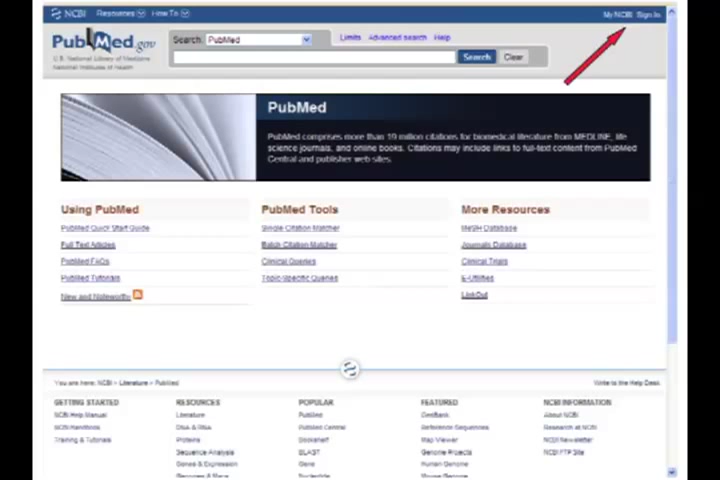 NCBI Resources How To My NCBI Sign In
PubMed.gov
U.S. National Library of Medicine
National Institutes of Health
Search: PubMed
Limits Advanced search Help
Search Clear
PubMed
PubMed comprises more than 19 million citations for biomedical literature from MEDLINE, life
science journals, and online books. Citations may include links to full-text content from PubMed
Central and publisher web sites.
Using PubMed
PubMed Quick Start Guide
Full Text Articles
PubMed FAQs
PubMed Tutorials
New and Noteworthy
PubMed Tools
Single Citation Matcher
Batch Citation Matcher
Clinical Queries
Topic-Specific Queries
More Resources
MeSH Database
Journals Database
Clinical Trials
E-Utilities
LinkOut
You are here: NCBI > Literature > PubMed
Write to the Help Desk
GETTING STARTED
NCBI Help Manual
NCBI Handbook
Training & Tutorials
RESOURCES
Literature
DNA & RNA
Proteins
Sequence Analysis
Genes & Expression
POPULAR
PubMed
PubMed Central
Bookshelf
BLAST
Gene
Nucleotide
FEATURED
GenBank
Reference Sequences
Map Viewer
Genome Projects
Human Genome
Mouse Genome
NCBI INFORMATION
About NCBI
Research at NCBI
NCBI Newsletter
NCBI FTP Site